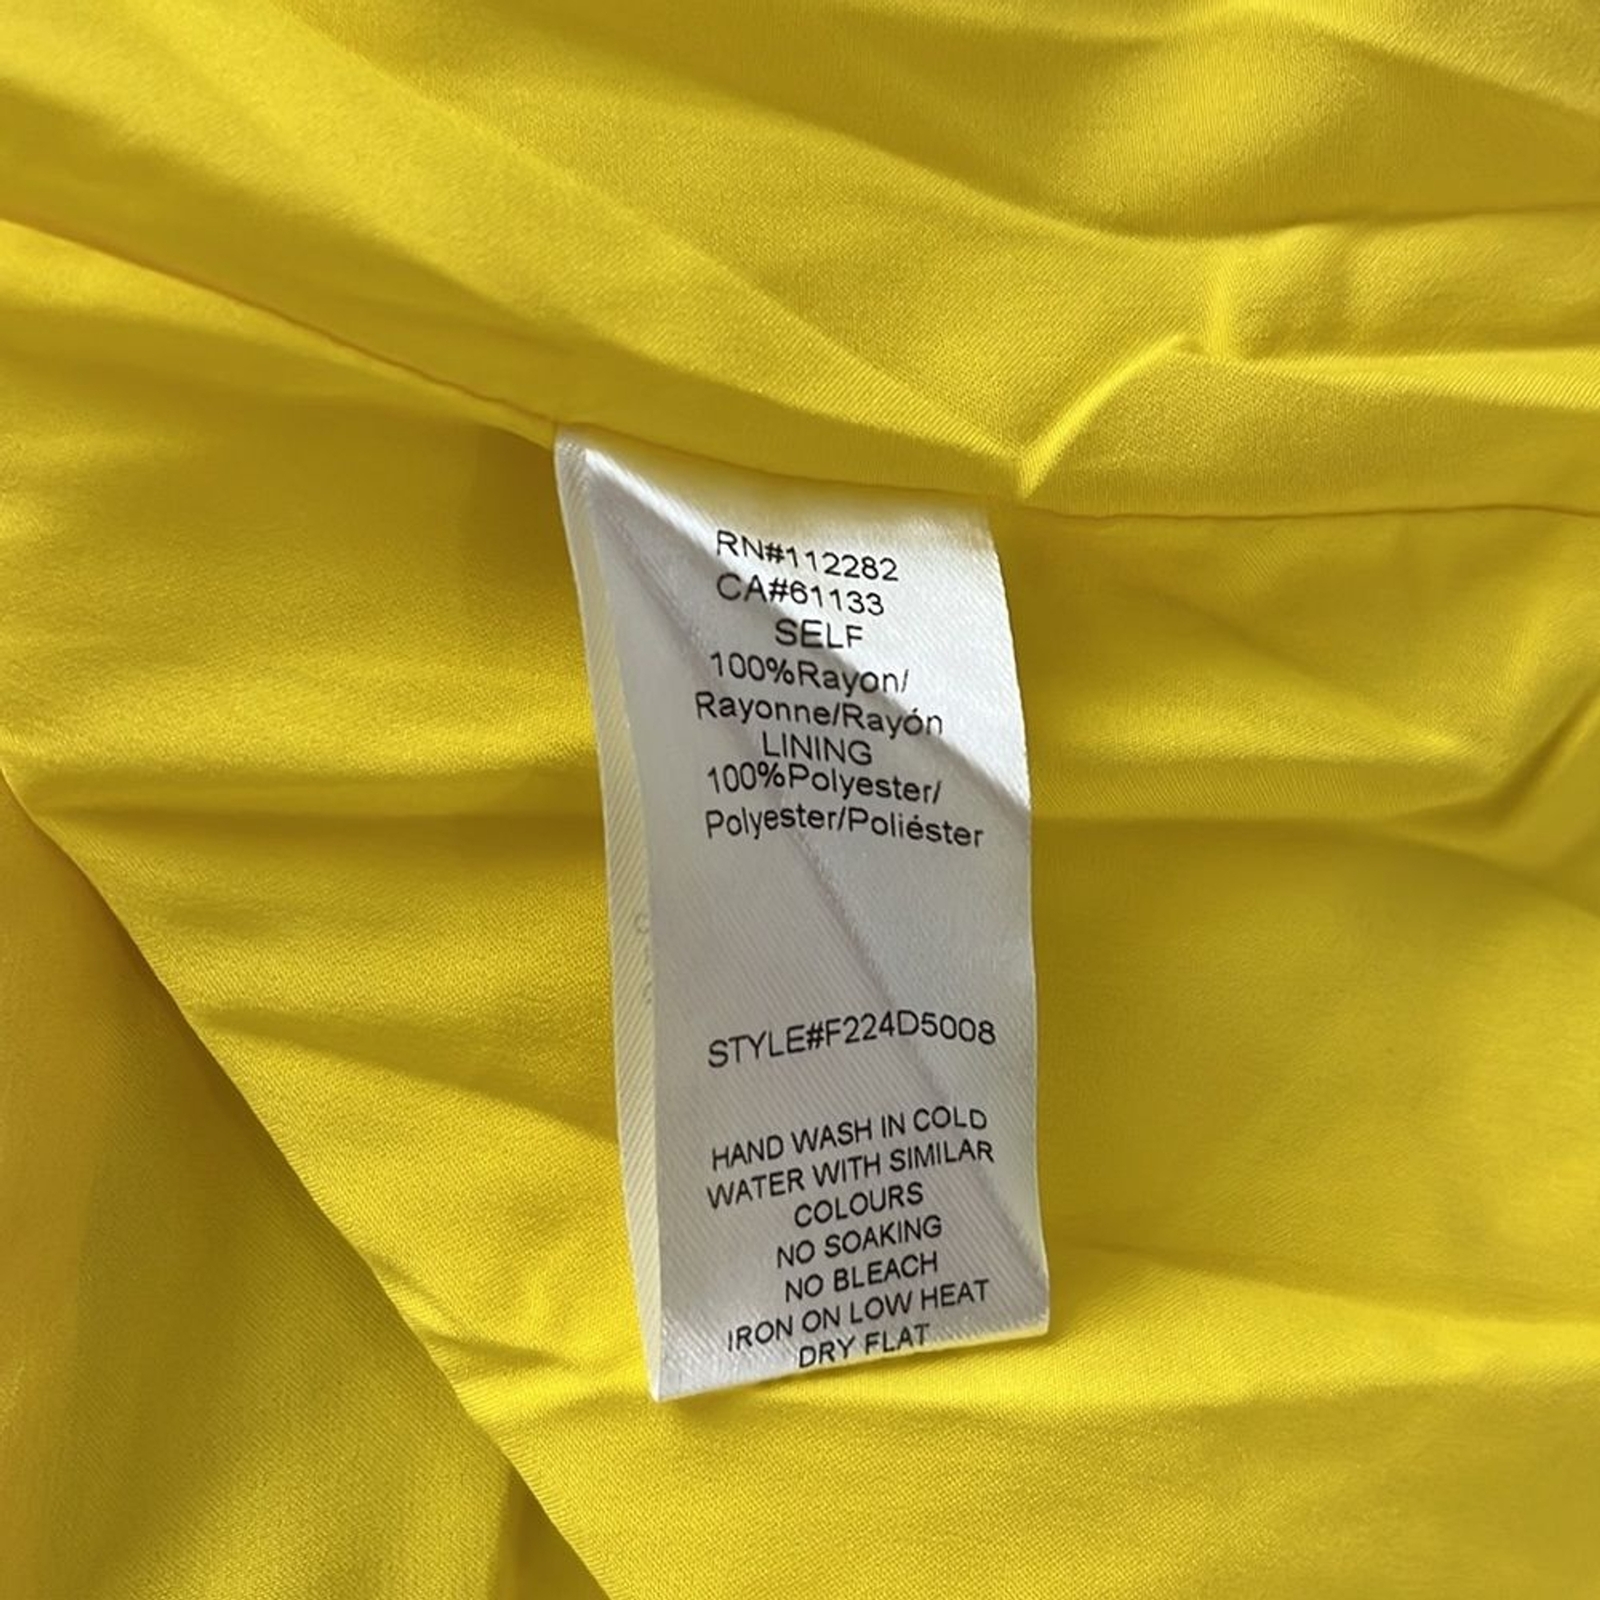 RN#112282
CA#61133
SELF
100%Rayon/
Rayonne/Rayón
LINING
100%Polyester/
Polyester/Poliéster
STYLE#F224D5008
HAND WASH IN COLD
WATER WITH SIMILAR
COLOURS
NO SOAKING
NO BLEACH
IRON ON LOW HEAT
DRY FLAT